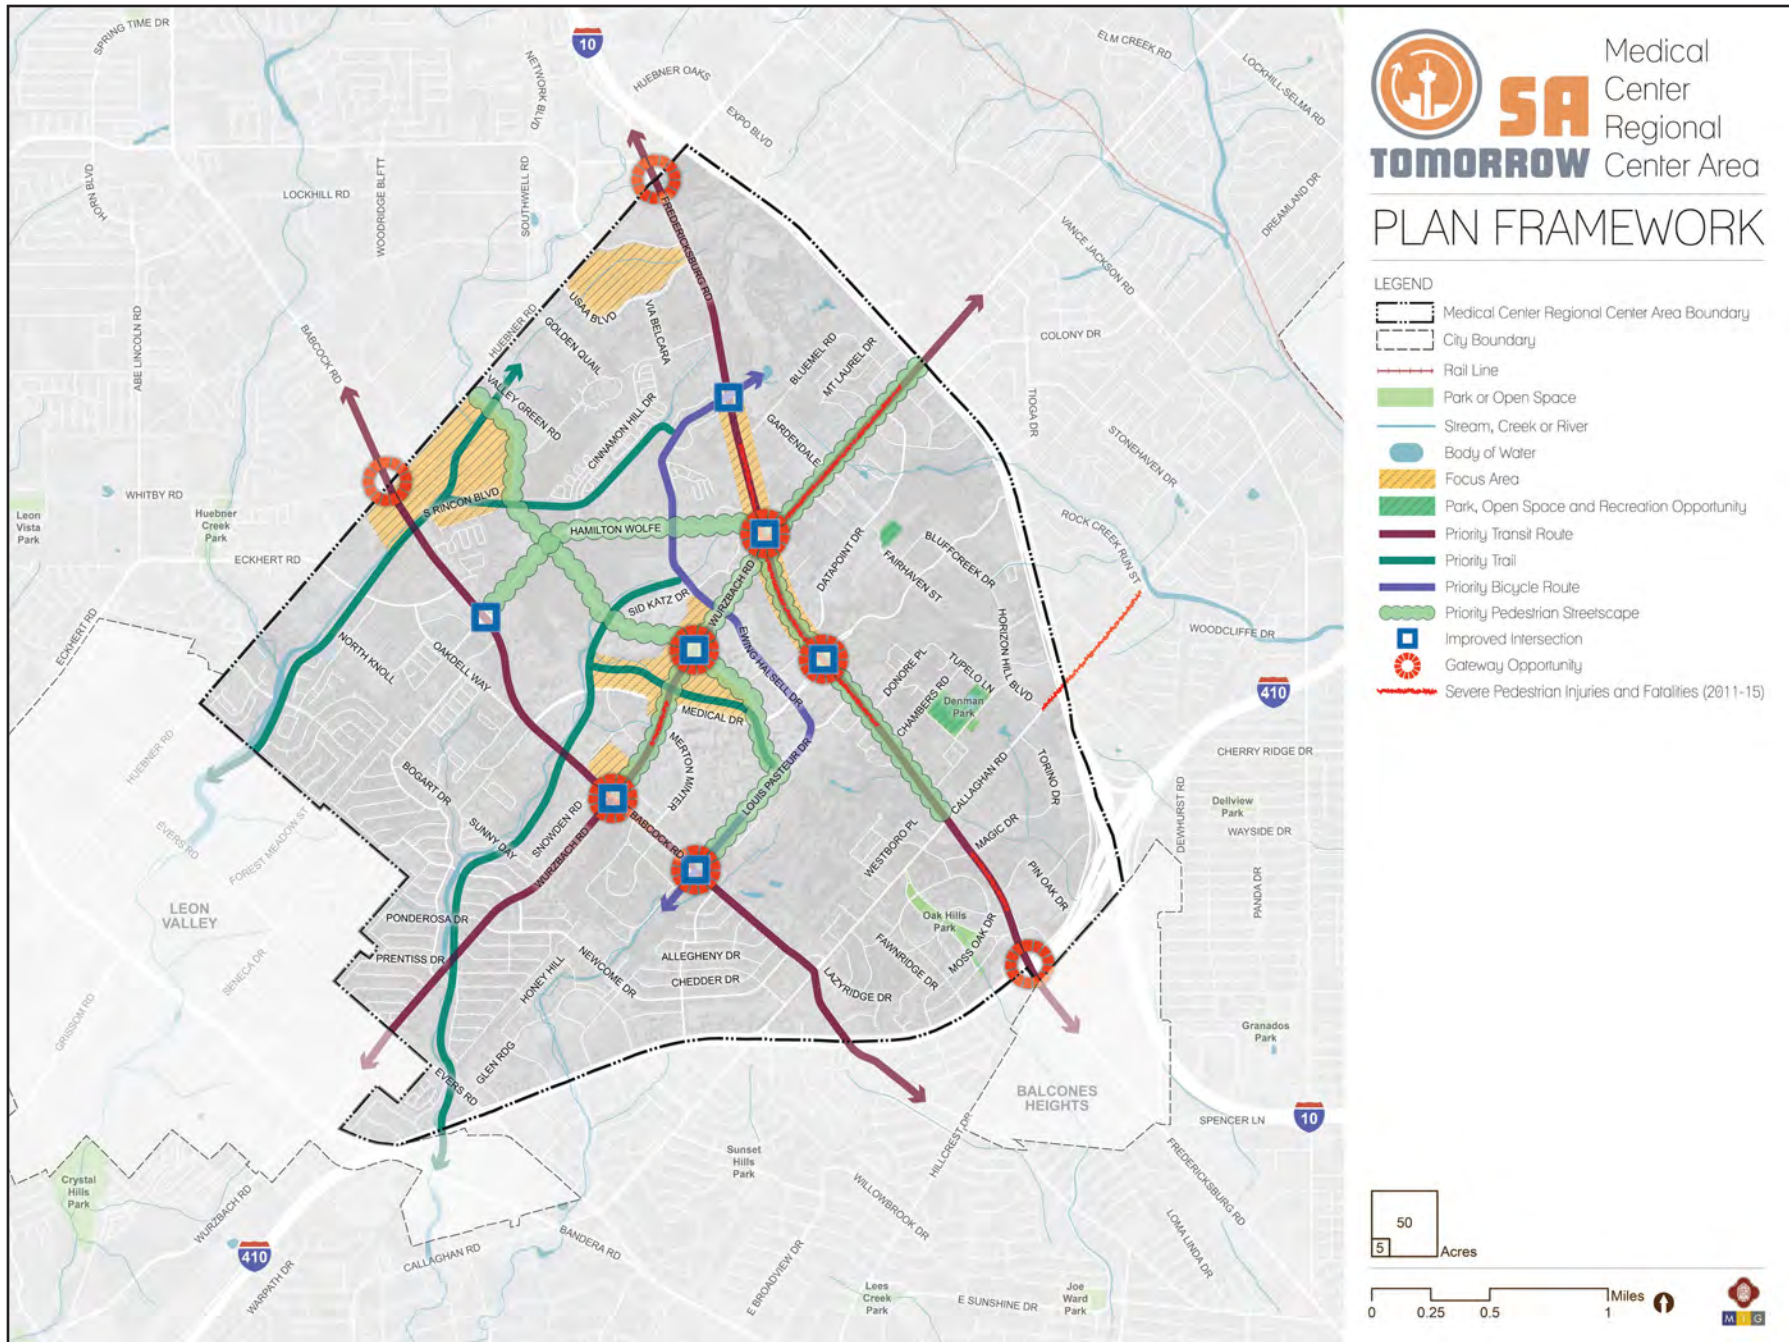 SPRING TIME DR
NETWORK BLVD
10
HUEBNER OAKS
EXPO BLVD
ELM CREEK RD
LOCKHILL-SELMA RD
HORN BLVD
LOCKHILL RD
WOODRIDGE BLFTT
SOUTHWELL RD
DREAMLAND DR
VANCE JACKSON RD
FREDERICKSBURG RD
ABE LINCOLN RD
BABCOCK RD
HUEBNER RD
USAA BLVD
VIA BELCARA
GOLDEN QUAIL
COLONY DR
BLUEMEL RD
MT LAUREL DR
TIOGA DR
VALLEY GREEN RD
CINNAMON HILL DR
GARDENDALE
STONEHAVEN DR
WHITBY RD
Leon
Vista
Park
Huebner
Creek
Park
S RINCON BLVD
HAMILTON WOLFE
ECKHERT RD
DATAPOINT DR
BLUFFCREEK DR
FAIRHAVEN ST
ROCK CREEK RUN ST
WURZBACH RD
SID KATZ DR
EWING HALSELL DR
HORIZON HILL BLVD
WOODCLIFFE DR
ECKHERT RD
NORTH KNOLL
OAKDELL WAY
DONORE PL
TUPELO LN
CHAMBERS RD
Denman
Park
410
MEDICAL DR
MERTON MINTER
LOUIS PASTEUR DR
HUEBNER RD
BOGART DR
CALLAGHAN RD
TORINO DR
CHERRY RIDGE DR
DEWHURST RD
Dellview
Park
WAYSIDE DR
EVERS RD
FOREST MEADOW ST
SUNNY DAY
SNOWDEN RD
WURZBACH RD
BABCOCK RD
WESTBORO PL
MAGIC DR
PIN OAK DR
PANDA DR
LEON
VALLEY
PONDEROSA DR
PRENTISS DR
SENECA DR
HONEY HILL
NEWCOME DR
ALLEGHENY DR
CHEDDER DR
LAZYRIDGE DR
FAWNRIDGE DR
Oak Hills
Park
MOSS OAK DR
GRISSOM RD
GLEN RDG
EVERS RD
Granados
Park
BALCONES
HEIGHTS
10
SPENCER LN
HILLCREST DR
FREDERICKSBURG RD
Sunset
Hills
Park
Crystal
Hills
Park
WURZBACH RD
410
WARPATH DR
CALLAGHAN RD
BANDERA RD
WILLOWBROOK DR
E BROADVIEW DR
LOMA LINDA DR
Lees
Creek
Park
E SUNSHINE DR
Joe
Ward
Park
SA
TOMORROW
Medical
Center
Regional
Center Area
PLAN FRAMEWORK
LEGEND
Medical Center Regional Center Area Boundary
City Boundary
Rail Line
Park or Open Space
Stream, Creek or River
Body of Water
Focus Area
Park, Open Space and Recreation Opportunity
Priority Transit Route
Priority Trail
Priority Bicycle Route
Priority Pedestrian Streetscape
Improved Intersection
Gateway Opportunity
Severe Pedestrian Injuries and Fatalities (2011-15)
50
5
Acres
Miles
0 0.25 0.5 1
M I G